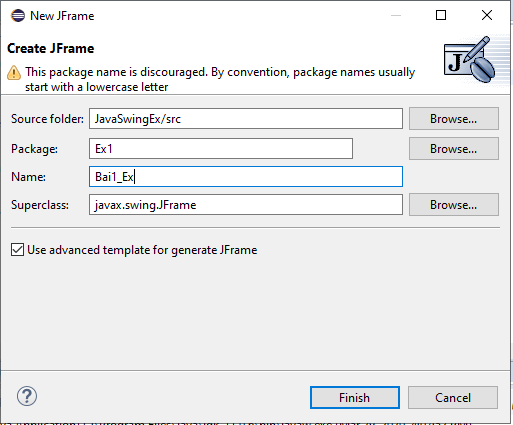 New JFrame
Create JFrame
This package name is discouraged. By convention, package names usually
start with a lowercase letter
Source folder: JavaSwingEx/src Browse...
Package: Ex1 Browse...
Name: Bai1_Ex
Superclass: javax.swing.JFrame Browse...
Use advanced template for generate JFrame
Finish Cancel